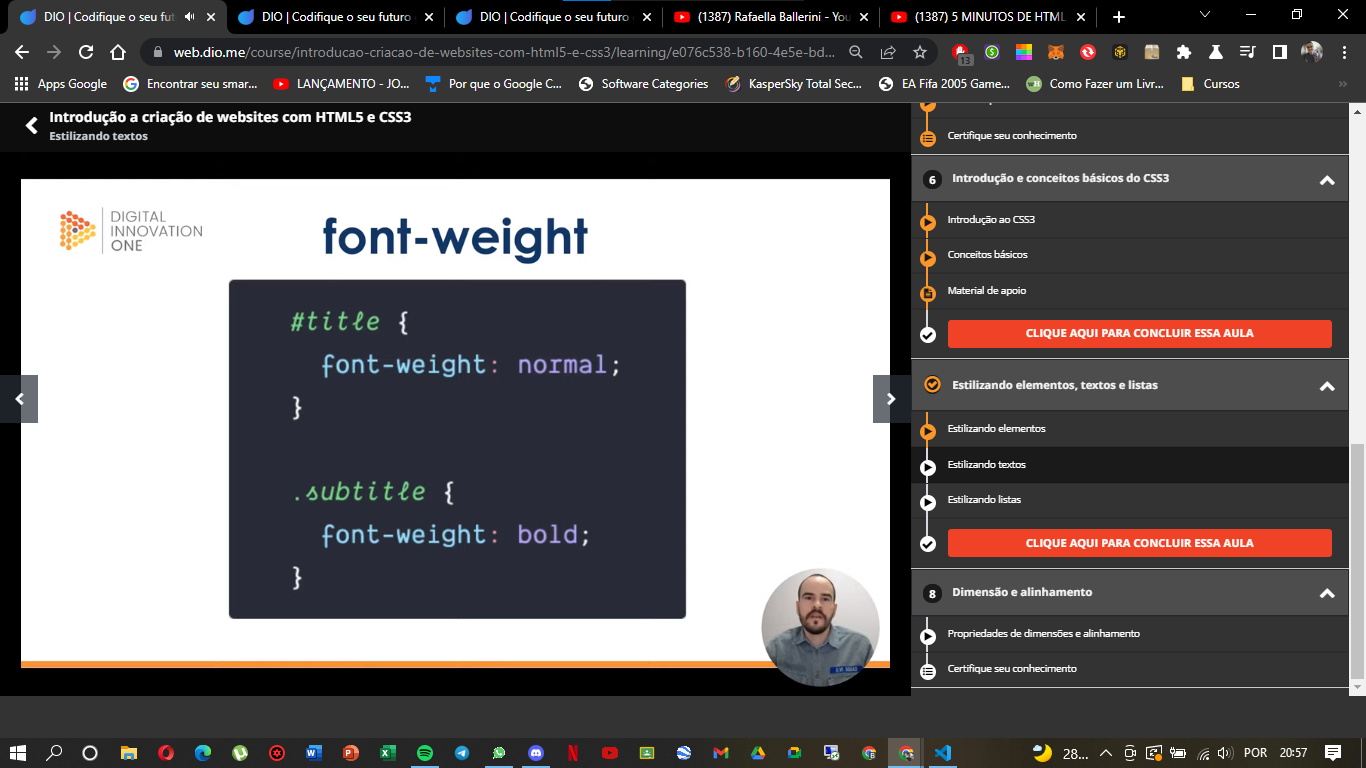 DIO | Codifique o seu fut
DIO | Codifique o seu futuro
DIO | Codifique o seu futuro
(1387) Rafaella Ballerini - You
(1387) 5 MINUTOS DE HTML
web.dio.me/course/introducao-criacao-de-websites-com-html5-e-css3/learning/e076c538-b160-4e5e-bd...
13
Apps Google
Encontrar seu smar...
LANÇAMENTO - JO...
Por que o Google C...
Software Categories
KasperSky Total Sec...
EA Fifa 2005 Game...
Como Fazer um Livr...
Cursos
»
Introdução a criação de websites com HTML5 e CSS3
Estilizando textos
DIGITAL
INNOVATION
ONE
font-weight
#title {
font-weight: normal;
}
.subtitle {
font-weight: bold;
}
Certifique seu conhecimento
6 Introdução e conceitos básicos do CSS3
Introdução ao CSS3
Conceitos básicos
Material de apoio
CLIQUE AQUI PARA CONCLUIR ESSA AULA
Estilizando elementos, textos e listas
Estilizando elementos
Estilizando textos
Estilizando listas
CLIQUE AQUI PARA CONCLUIR ESSA AULA
8 Dimensão e alinhamento
Propriedades de dimensões e alinhamento
Certifique seu conhecimento
28...
POR
20:57